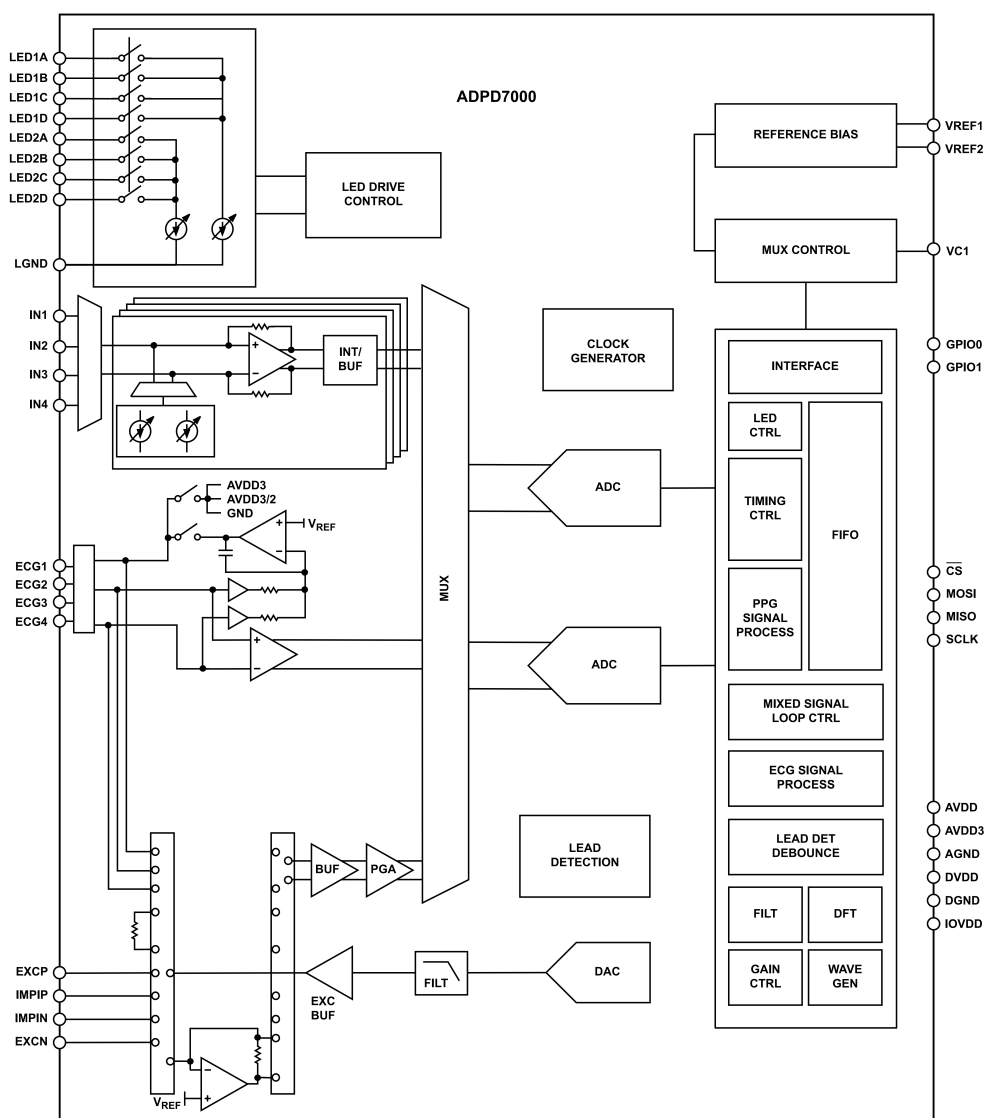 ADPD7000
LED1A
LED1B
LED1C
LED1D
LED2A
LED2B
LED2C
LED2D
LGND
LED DRIVE
CONTROL
REFERENCE BIAS
VREF1
VREF2
MUX CONTROL
VC1
IN1
IN2
IN3
IN4
+
−
INT/
BUF
CLOCK
GENERATOR
INTERFACE
GPIO0
GPIO1
LED
CTRL
TIMING
CTRL
FIFO
PPG
SIGNAL
PROCESS
ADC
AVDD3
AVDD3/2
GND
+
VREF
−
MUX
ECG1
ECG2
ECG3
ECG4
+
−
ADC
CS
MOSI
MISO
SCLK
MIXED SIGNAL
LOOP CTRL
ECG SIGNAL
PROCESS
LEAD DET
DEBOUNCE
FILT
DFT
GAIN
CTRL
WAVE
GEN
AVDD
AVDD3
AGND
DVDD
DGND
IOVDD
LEAD
DETECTION
BUF
PGA
EXCP
IMPIP
IMPIN
EXCN
EXC
BUF
FILT
DAC
−
VREF
+